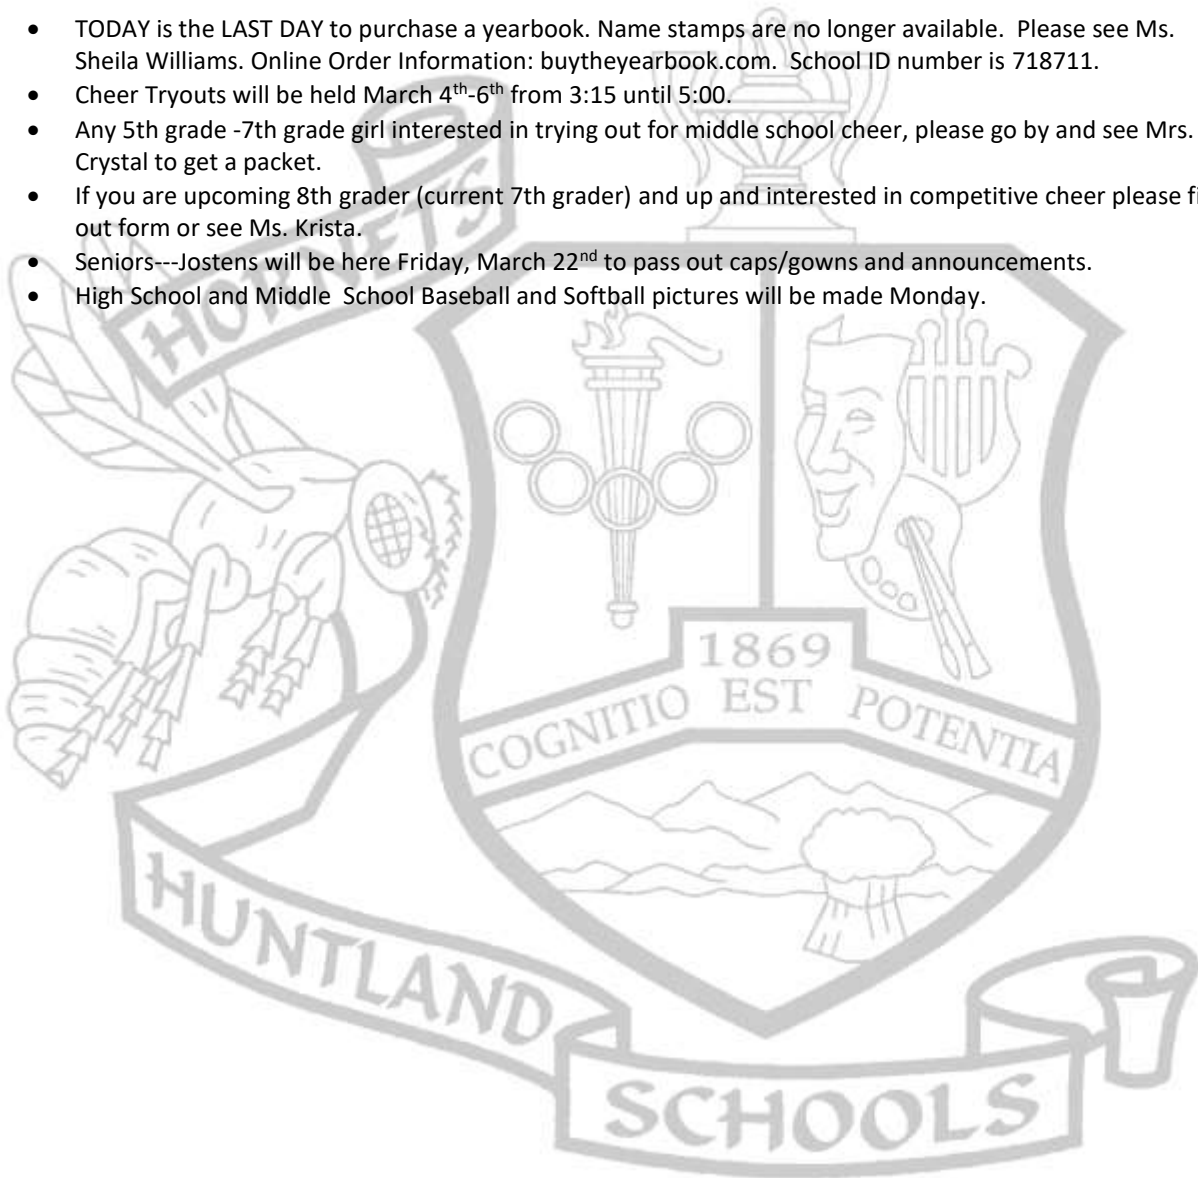 • TODAY is the LAST DAY to purchase a yearbook. Name stamps are no longer available.  Please see Ms.
Sheila Williams. Online Order Information: buytheyearbook.com.  School ID number is 718711.
• Cheer Tryouts will be held March 4th-6th from 3:15 until 5:00.
• Any 5th grade -7th grade girl interested in trying out for middle school cheer, please go by and see Mrs.
Crystal to get a packet.
• If you are upcoming 8th grader (current 7th grader) and up and interested in competitive cheer please fi
out form or see Ms. Krista.
• Seniors---Jostens will be here Friday, March 22nd to pass out caps/gowns and announcements.
• High School and Middle  School Baseball and Softball pictures will be made Monday.
HORNETS
1869
COGNITIO EST POTENTIA
HUNTLAND
SCHOOLS